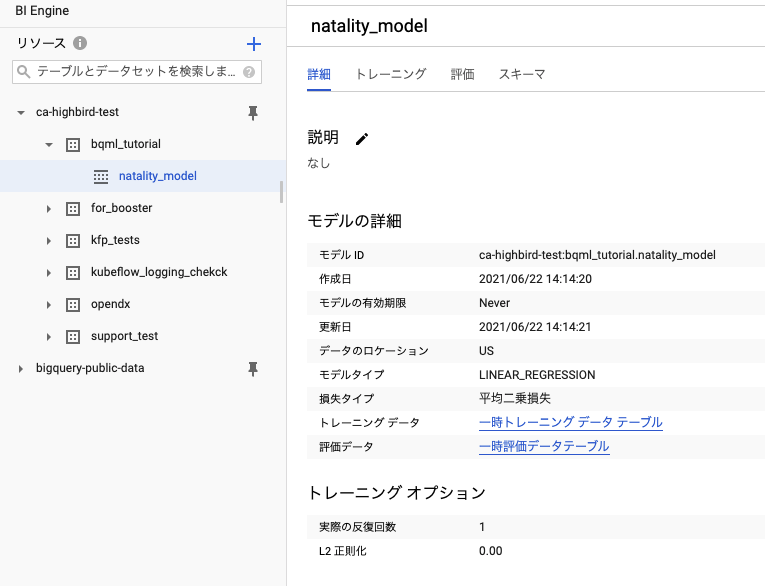 BI Engine
リソース
テーブルとデータセットを検索しま...
ca-highbird-test
bqml_tutorial
natality_model
for_booster
kfp_tests
kubeflow_logging_chekck
opendx
support_test
bigquery-public-data
natality_model
詳細 トレーニング 評価 スキーマ
説明
なし
モデルの詳細
モデル ID ca-highbird-test:bqml_tutorial.natality_model
作成日 2021/06/22 14:14:20
モデルの有効期限 Never
更新日 2021/06/22 14:14:21
データのロケーション US
モデルタイプ LINEAR_REGRESSION
損失タイプ 平均二乗損失
トレーニング データ 一時トレーニング データ テーブル
評価データ 一時評価データテーブル
トレーニング オプション
実際の反復回数 1
L2 正則化 0.00